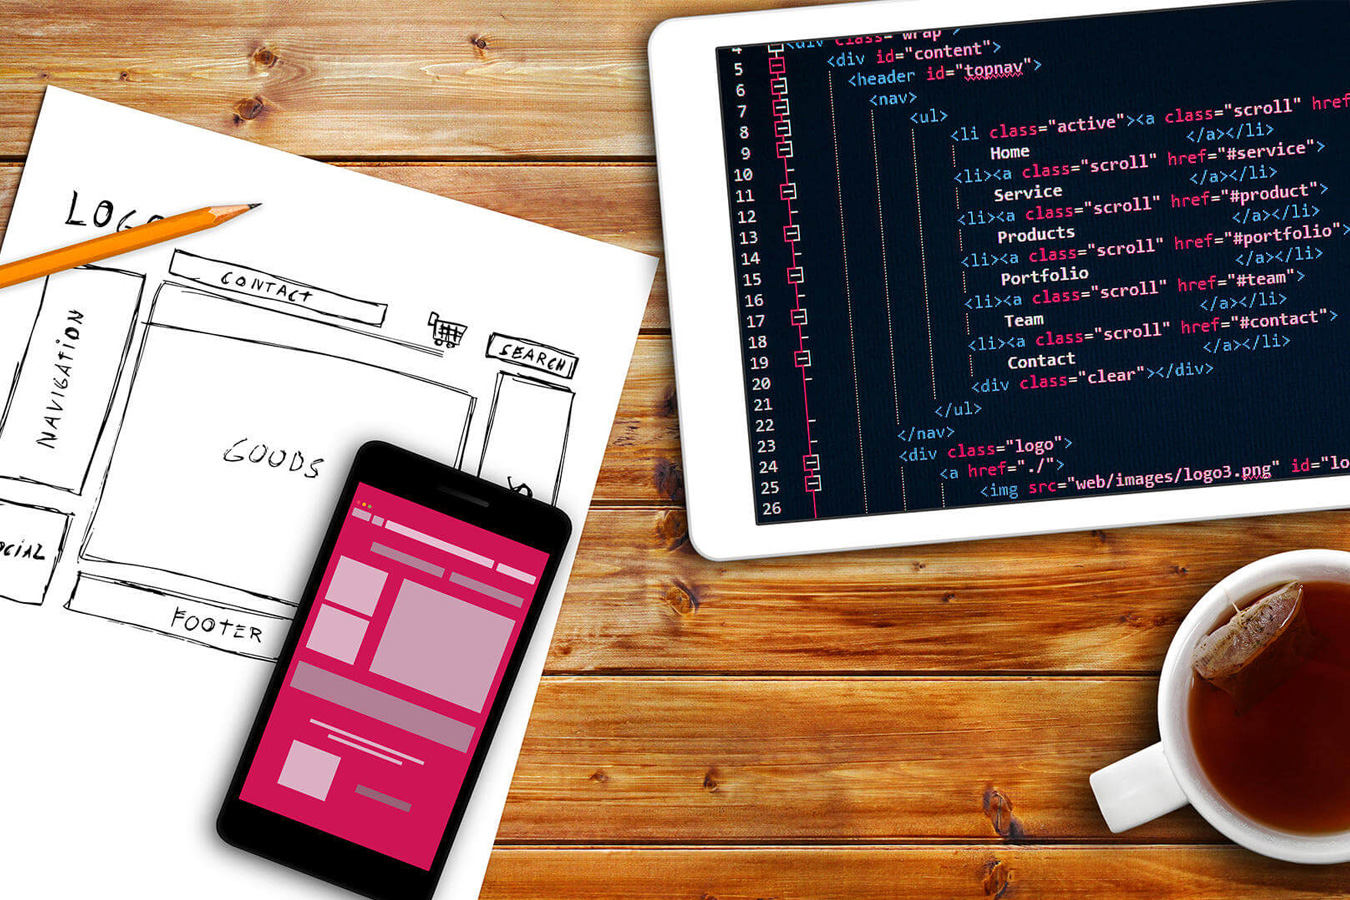 LOGO
CONTACT
NAVIGATION
SEARCH
GOODS
FOOTER
4 <div class="wrap">
5 <div id="content">
6 <header id="topnav">
7 <nav>
8 <ul>
9 <li class="active"><a class="scroll" href
10 Home </a></li>
11 <li><a class="scroll" href="#service">
12 Service </a></li>
13 <li><a class="scroll" href="#product">
14 Products </a></li>
15 <li><a class="scroll" href="#portfolio">
16 Portfolio </a></li>
17 <li><a class="scroll" href="#team">
18 Team </a></li>
19 <li><a class="scroll" href="#contact">
20 Contact </a></li>
21 <div class="clear"></div>
22 </ul>
23 </nav>
24 <div class="logo">
25 <a href="./">
26 <img src="web/images/logo3.png" id="lo